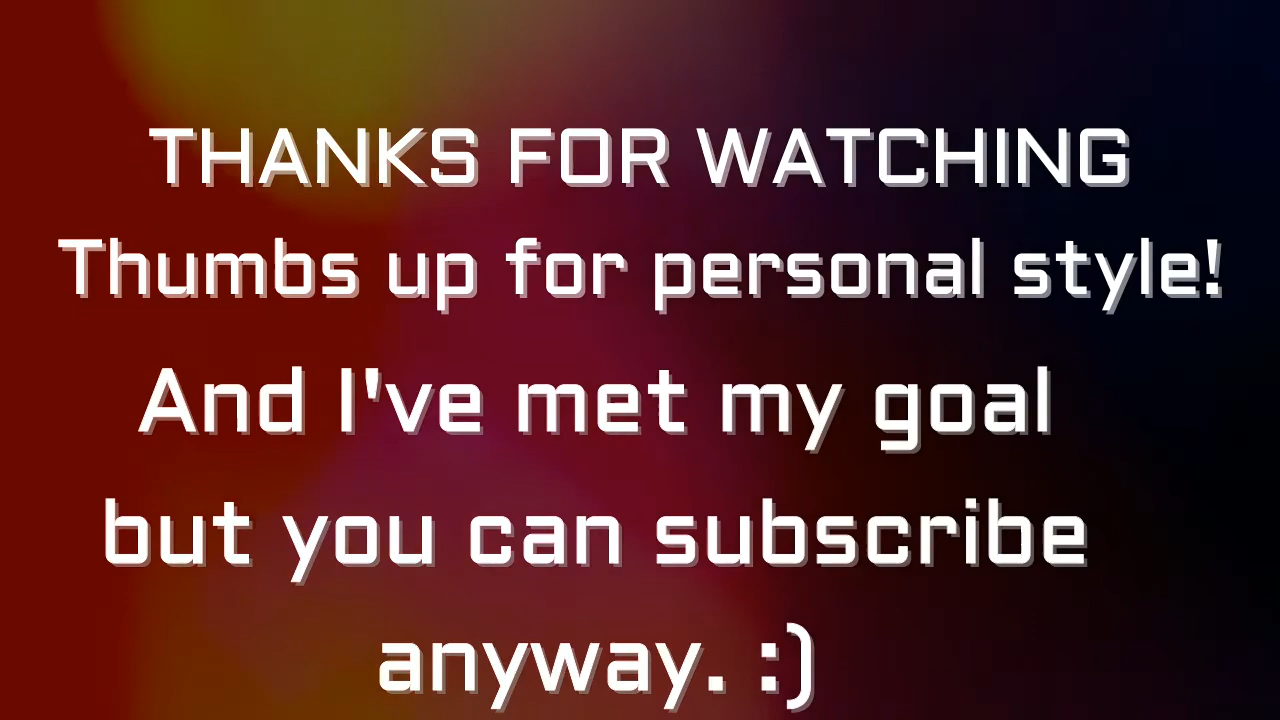 THANKS FOR WATCHING
Thumbs up for personal style!
And I've met my goal
but you can subscribe
anyway. :)